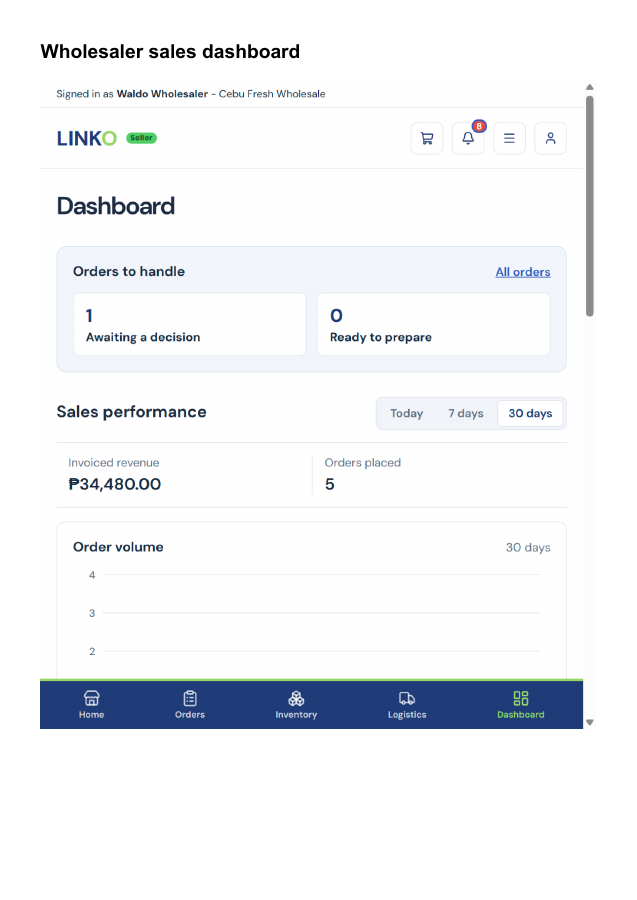 Wholesaler sales dashboard
Signed in as Waldo Wholesaler - Cebu Fresh Wholesale
LINKO Seller
8
Dashboard
Orders to handle All orders
1 0
Awaiting a decision Ready to prepare
Sales performance Today 7 days 30 days
Invoiced revenue Orders placed
₱34,480.00 5
Order volume 30 days
4
3
2
Home Orders Inventory Logistics Dashboard